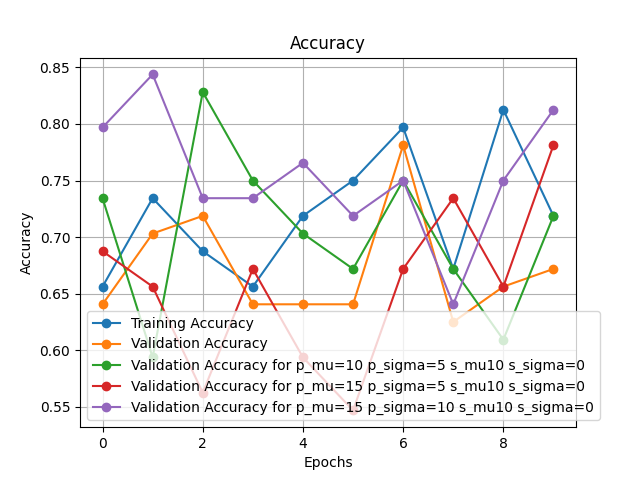 Accuracy
0.85
0.80
0.75
0.70
0.65
0.60
0.55
Accuracy
Training Accuracy
Validation Accuracy
Validation Accuracy for p_mu=10 p_sigma=5 s_mu10 s_sigma=0
Validation Accuracy for p_mu=15 p_sigma=5 s_mu10 s_sigma=0
Validation Accuracy for p_mu=15 p_sigma=10 s_mu10 s_sigma=0
0 2 4 6 8
Epochs